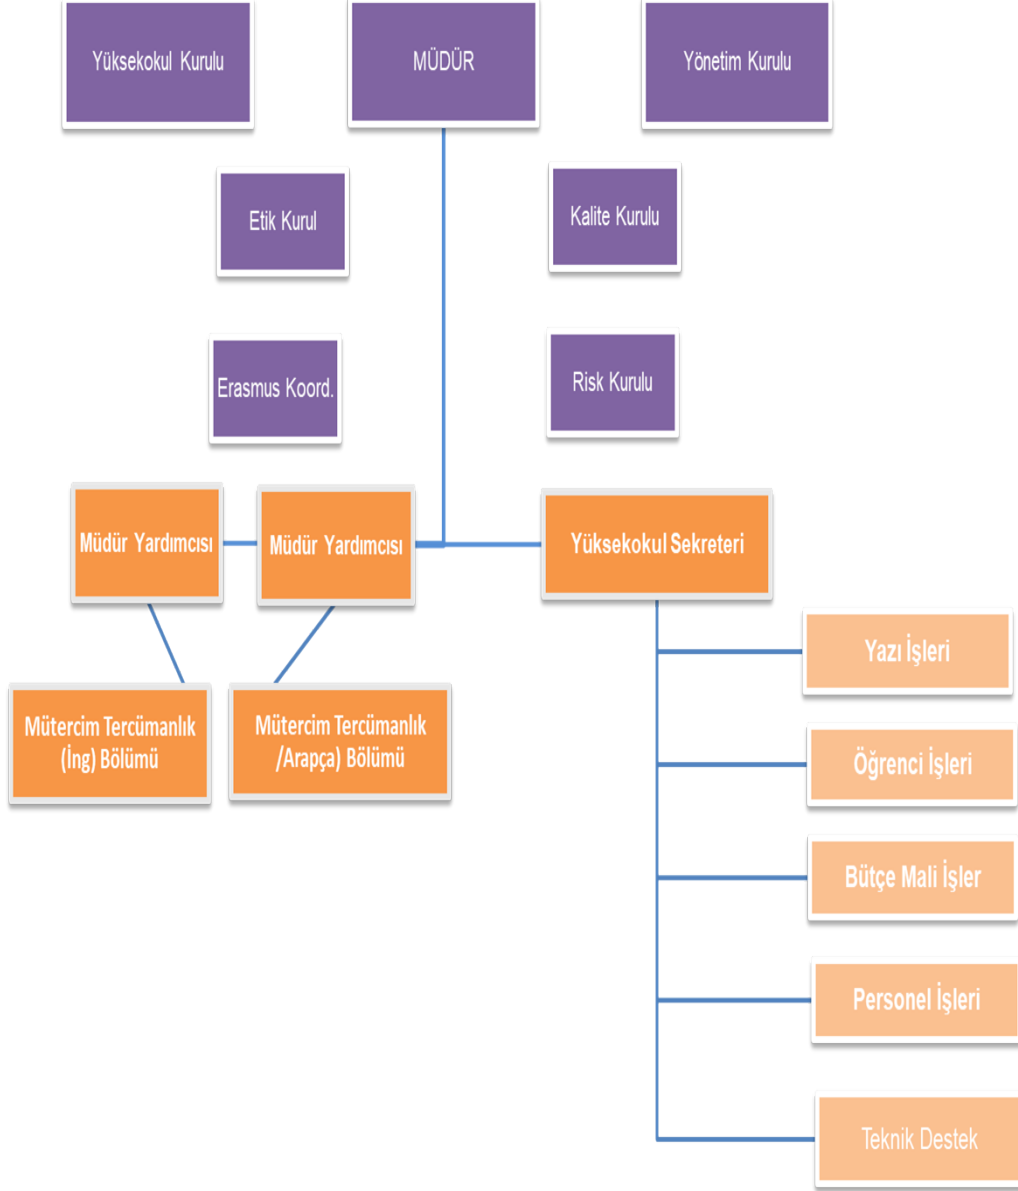 Yüksekokul Kurulu
MÜDÜR
Yönetim Kurulu
Etik Kurul
Kalite Kurulu
Erasmus Koord.
Risk Kurulu
Müdür Yardımcısı
Müdür Yardımcısı
Yüksekokul Sekreteri
Yazı İşleri
Mütercim Tercümanlık
(İng) Bölümü
Mütercim Tercümanlık
/Arapça) Bölümü
Öğrenci İşleri
Bütçe Mali İşler
Personel İşleri
Teknik Destek